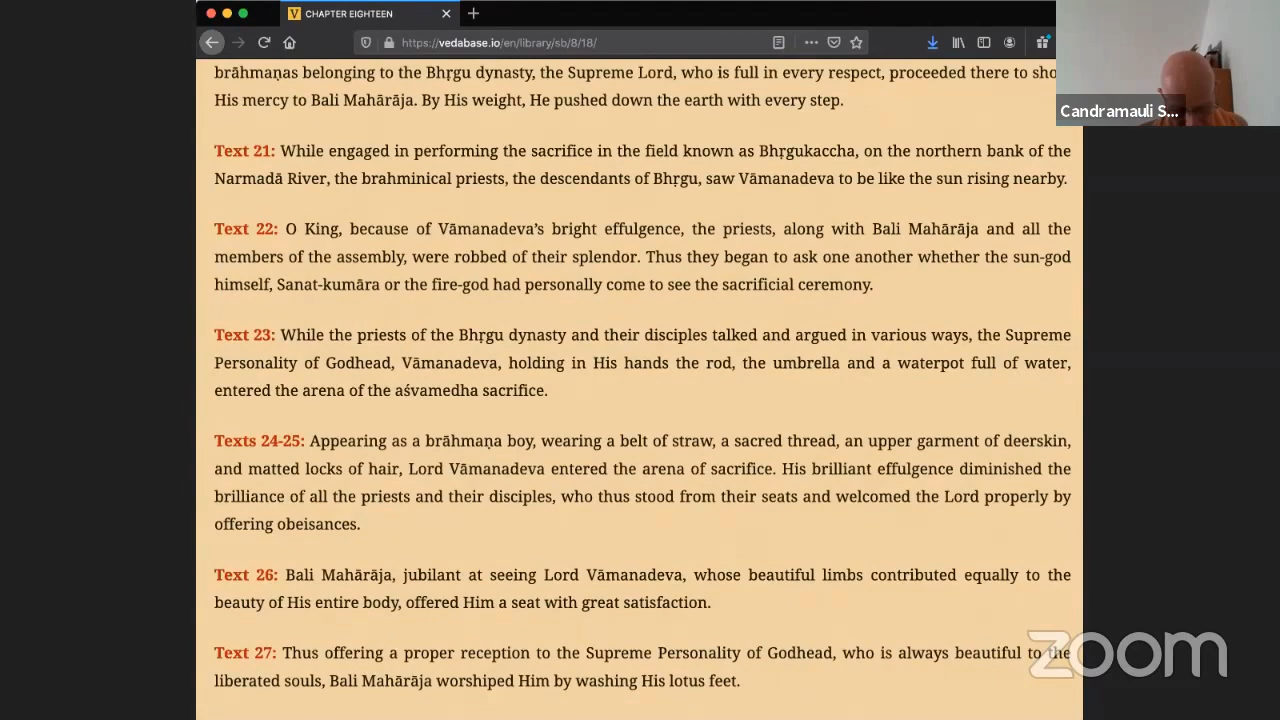 CHAPTER EIGHTEEN
https://vedabase.io/en/library/sb/8/18/
Candramauli S...
brāhmaṇas belonging to the Bhṛgu dynasty, the Supreme Lord, who is full in every respect, proceeded there to sho
His mercy to Bali Mahārāja. By His weight, He pushed down the earth with every step.
Text 21: While engaged in performing the sacrifice in the field known as Bhṛgukaccha, on the northern bank of the
Narmadā River, the brahminical priests, the descendants of Bhṛgu, saw Vāmanadeva to be like the sun rising nearby.
Text 22: O King, because of Vāmanadeva’s bright effulgence, the priests, along with Bali Mahārāja and all the
members of the assembly, were robbed of their splendor. Thus they began to ask one another whether the sun-god
himself, Sanat-kumāra or the fire-god had personally come to see the sacrificial ceremony.
Text 23: While the priests of the Bhṛgu dynasty and their disciples talked and argued in various ways, the Supreme
Personality of Godhead, Vāmanadeva, holding in His hands the rod, the umbrella and a waterpot full of water,
entered the arena of the aśvamedha sacrifice.
Texts 24-25: Appearing as a brāhmaṇa boy, wearing a belt of straw, a sacred thread, an upper garment of deerskin,
and matted locks of hair, Lord Vāmanadeva entered the arena of sacrifice. His brilliant effulgence diminished the
brilliance of all the priests and their disciples, who thus stood from their seats and welcomed the Lord properly by
offering obeisances.
Text 26: Bali Mahārāja, jubilant at seeing Lord Vāmanadeva, whose beautiful limbs contributed equally to the
beauty of His entire body, offered Him a seat with great satisfaction.
Text 27: Thus offering a proper reception to the Supreme Personality of Godhead, who is always beautiful to the
liberated souls, Bali Mahārāja worshiped Him by washing His lotus feet.
zoom